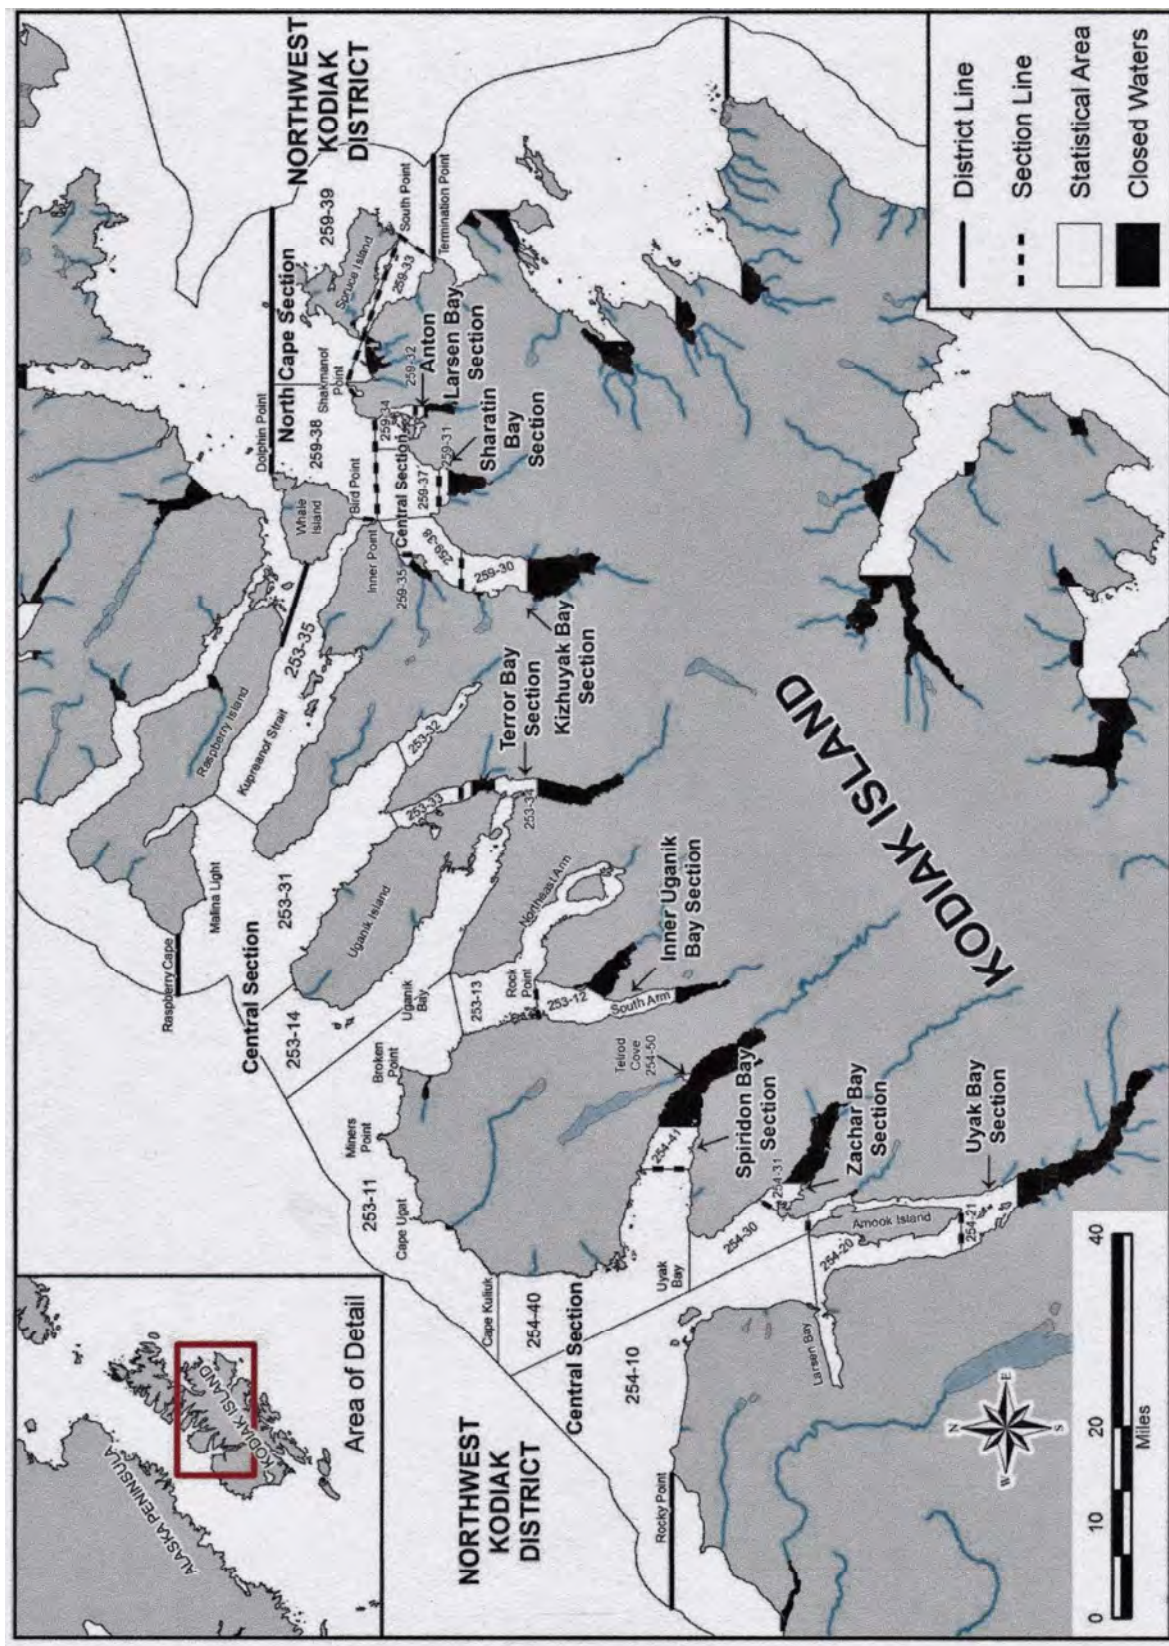 NORTHWEST
KODIAK
DISTRICT
North Cape Section
259-39
Dolphin Point
259-38
Shakmanof
Point
Spruce Island
South Point
Termination Point
259-33
259-32
Anton
Larsen Bay
Section
259-34
Central Section
259-31
Sharatin
Bay
Section
259-37
Whale
Island
Bird Point
Inner Point
259-38
259-35
259-30
Kizhuyak Bay
Section
Raspberry Island
253-35
Kupreanof Strait
253-32
Terror Bay
Section
253-33
253-34
Raspberry Cape
Malina Light
253-31
Central Section
253-14
Uganik Island
Northeast Arm
Uganik
Bay
253-13
Rock
Point
253-12
South Arm
Inner Uganik
Bay Section
Broken
Point
Miners
Point
253-11
Cape Ugat
Telrod
Cove
254-50
254-41
Spiridon Bay
Section
254-31
Zachar Bay
Section
254-30
Uyak Bay
Section
Amook Island
254-21
254-20
Uyak
Bay
Cape Kuliuk
254-40
Central Section
254-10
Larsen Bay
Rocky Point
NORTHWEST
KODIAK
DISTRICT
KODIAK ISLAND
ALASKA PENINSULA
KODIAK ISLAND
Area of Detail
District Line
Section Line
Statistical Area
Closed Waters
N
E
S
W
0
10
20
40
Miles